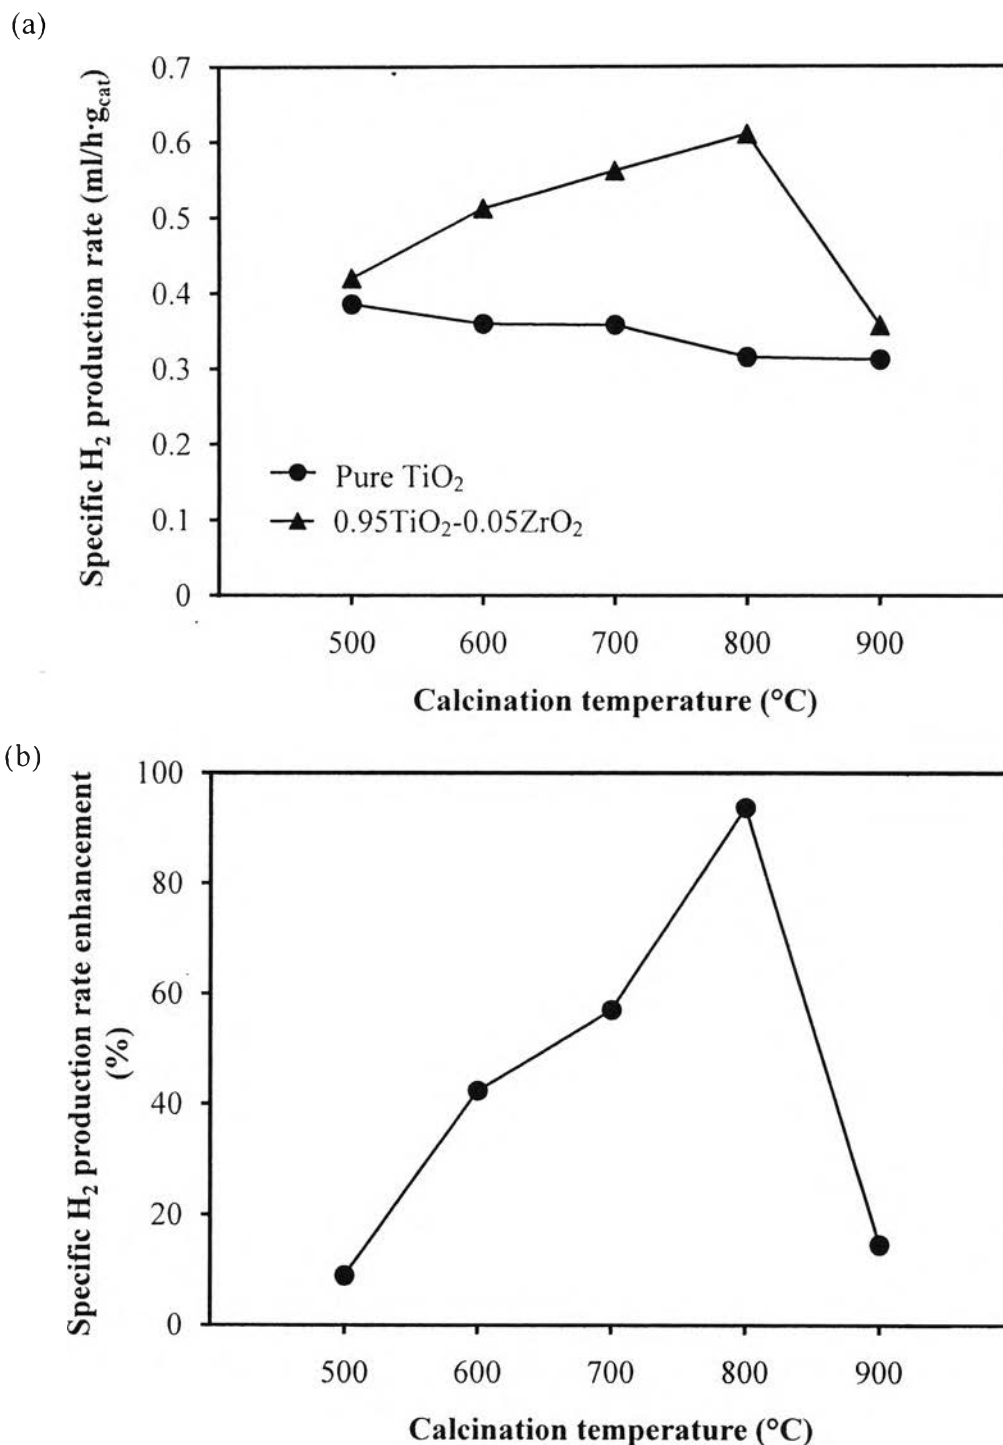 (a)
Specific H₂ production rate (ml/h·g_cat)
0.7
0.6
0.5
0.4
0.3
0.2
0.1
0
Pure TiO₂
0.95TiO₂-0.05ZrO₂
500 600 700 800 900
Calcination temperature (°C)
(b)
Specific H₂ production rate enhancement
(%)
100
80
60
40
20
0
500 600 700 800 900
Calcination temperature (°C)